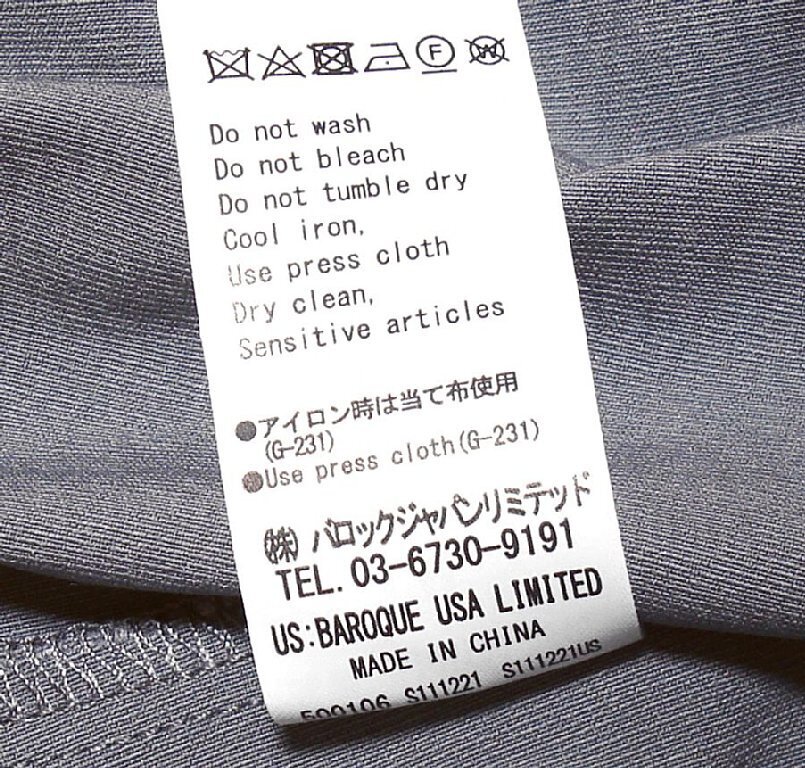 F W
Do not wash
Do not bleach
Do not tumble dry
Cool iron,
Use press cloth
Dry clean,
Sensitive articles
●アイロン時は当て布使用
(G-231)
●Use press cloth(G-231)
(株) バロックジャパンリミテッド
TEL. 03-6730-9191
US:BAROQUE USA LIMITED
MADE IN CHINA
500106 S111221 S111221US